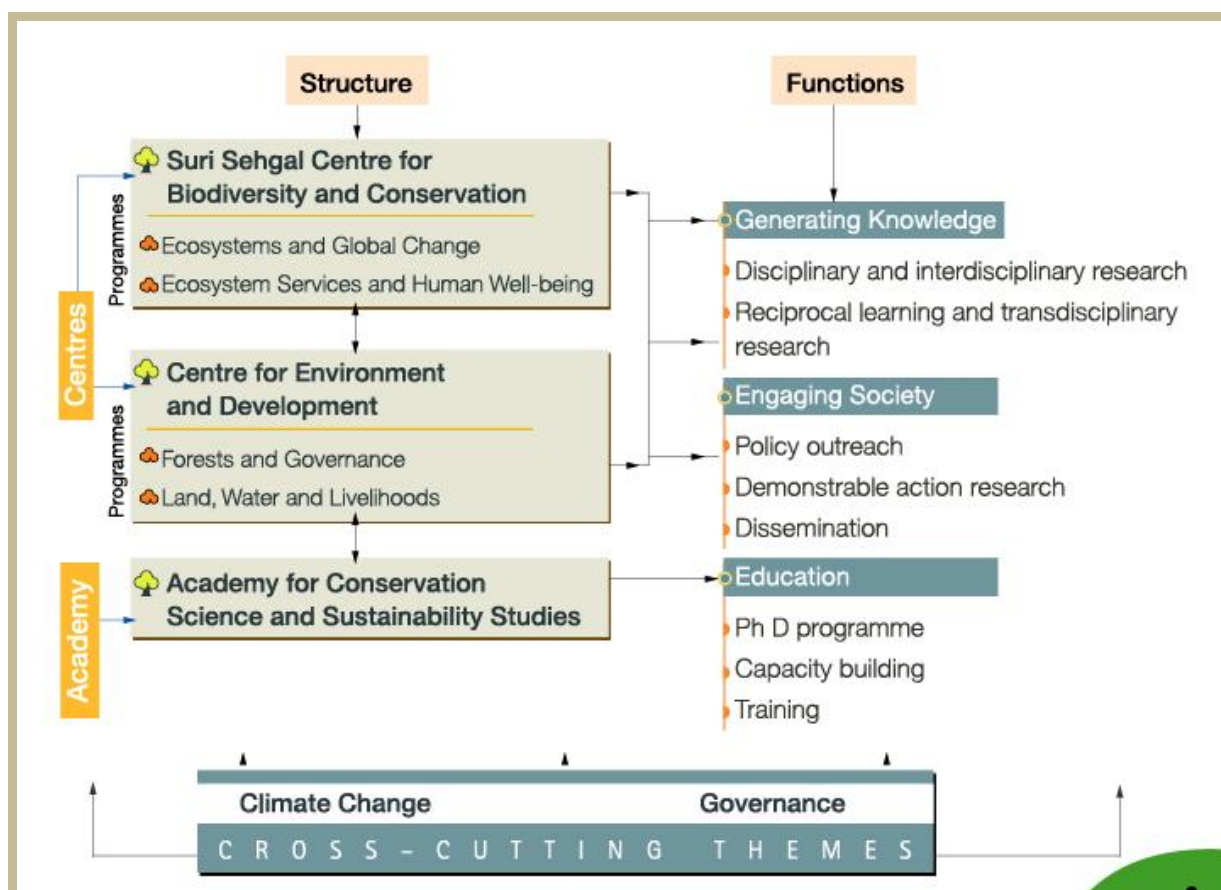 Structure
Functions
Centres
Programmes
Suri Sehgal Centre for
Biodiversity and Conservation
Ecosystems and Global Change
Ecosystem Services and Human Well-being
Programmes
Centre for Environment
and Development
Forests and Governance
Land, Water and Livelihoods
Academy
Academy for Conservation
Science and Sustainability Studies
Generating Knowledge
Disciplinary and interdisciplinary research
Reciprocal learning and transdisciplinary
research
Engaging Society
Policy outreach
Demonstrable action research
Dissemination
Education
Ph D programme
Capacity building
Training
Climate Change Governance
CROSS-CUTTING THEMES